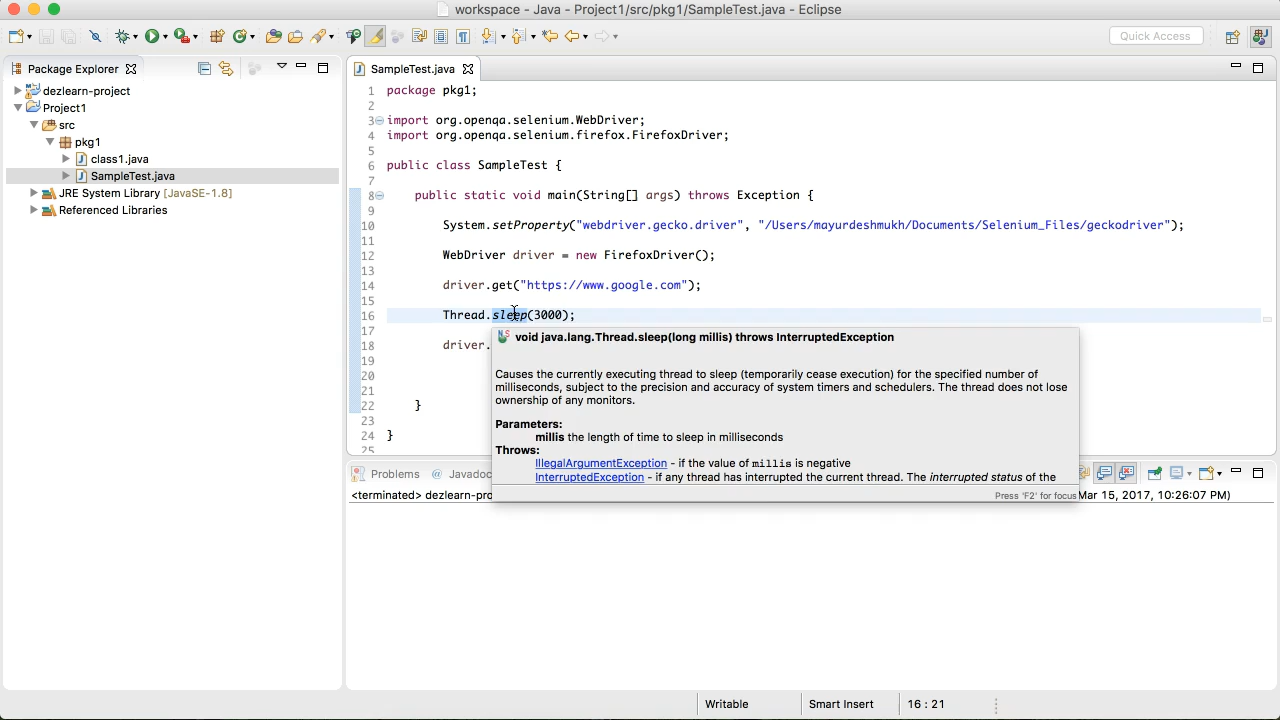 workspace - Java - Project1/src/pkg1/SampleTest.java - Eclipse
Quick Access
Package Explorer
dezlearn-project
Project1
src
pkg1
class1.java
SampleTest.java
JRE System Library [JavaSE-1.8]
Referenced Libraries
SampleTest.java
1 package pkg1;
2
3 import org.openqa.selenium.WebDriver;
4 import org.openqa.selenium.firefox.FirefoxDriver;
5
6 public class SampleTest {
7
8 public static void main(String[] args) throws Exception {
9
10 System.setProperty("webdriver.gecko.driver", "/Users/mayurdeshmukh/Documents/Selenium_Files/geckodriver");
11
12 WebDriver driver = new FirefoxDriver();
13
14 driver.get("https://www.google.com");
15
16 Thread.sleep(3000);
17
18 driver.
19
20
21
22 }
23
24 }
25
void java.lang.Thread.sleep(long millis) throws InterruptedException
Causes the currently executing thread to sleep (temporarily cease execution) for the specified number of
milliseconds, subject to the precision and accuracy of system timers and schedulers. The thread does not lose
ownership of any monitors.
Parameters:
millis the length of time to sleep in milliseconds
Throws:
IllegalArgumentException - if the value of millis is negative
InterruptedException - if any thread has interrupted the current thread. The interrupted status of the
Press 'F2' for focus
Problems @ Javadoc
<terminated> dezlearn-pro
Mar 15, 2017, 10:26:07 PM)
Writable
Smart Insert
16 : 21